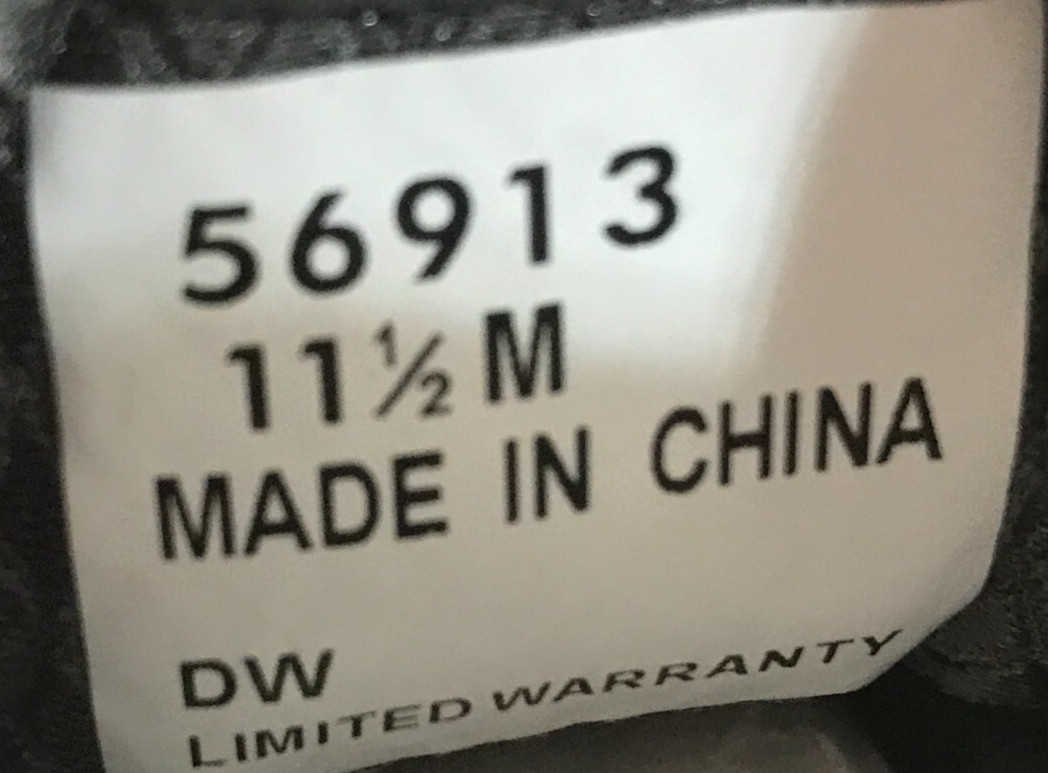 56913
11½ M
MADE IN CHINA
DW
LIMITED WARRANTY